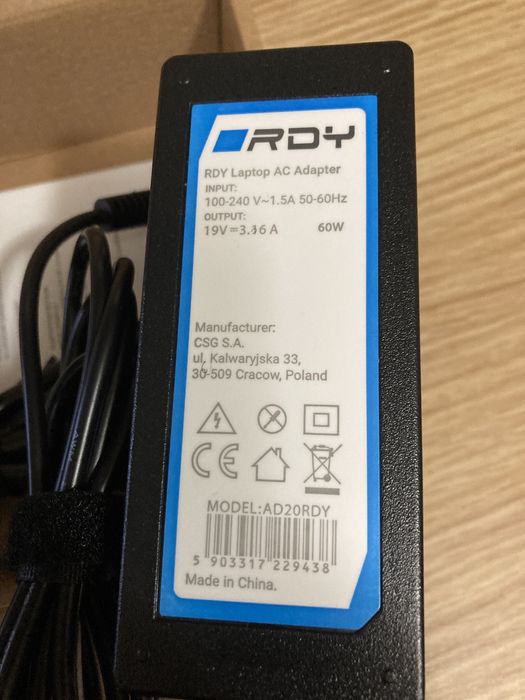 RDY
RDY Laptop AC Adapter
INPUT:
100-240 V~1.5A 50-60Hz
OUTPUT:
19V⎓3.16 A 60W
Manufacturer:
CSG S.A.
ul, Kalwaryjska 33,
30-509 Cracow, Poland
CE
MODEL:AD20RDY
5 903317 229438
Made in China.